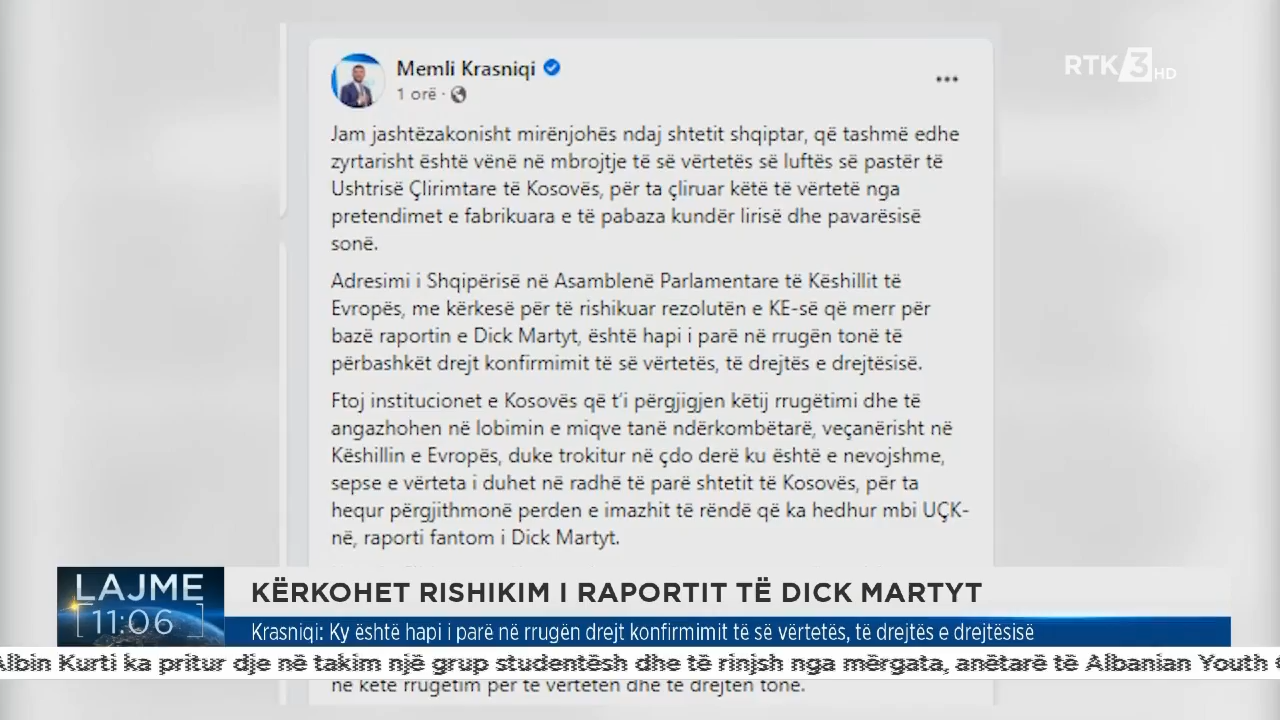 Memli Krasniqi
1 orë ·
RTK 3 HD
Jam jashtëzakonisht mirënjohës ndaj shtetit shqiptar, që tashmë edhe
zyrtarisht është vënë në mbrojtje të së vërtetës së luftës së pastër të
Ushtrisë Çlirimtare të Kosovës, për ta çliruar këtë të vërtetë nga
pretendimet e fabrikuara e të pabaza kundër lirisë dhe pavarësisë
sonë.
Adresimi i Shqipërisë në Asamblenë Parlamentare të Këshillit të
Evropës, me kërkesë për të rishikuar rezolutën e KE-së që merr për
bazë raportin e Dick Martyt, është hapi i parë në rrugën tonë të
përbashkët drejt konfirmimit të së vërtetës, të drejtës e drejtësisë.
Ftoj institucionet e Kosovës që t'i përgjigjen këtij rrugëtimi dhe të
angazhohen në lobimin e miqve tanë ndërkombëtarë, veçanërisht në
Këshillin e Evropës, duke trokitur në çdo derë ku është e nevojshme,
sepse e vërteta i duhet në radhë të parë shtetit të Kosovës, për ta
hequr përgjithmonë perden e imazhit të rëndë që ka hedhur mbi UÇK-
në, raporti fantom i Dick Martyt.
LAJME
11:06
KËRKOHET RISHIKIM I RAPORTIT TË DICK MARTYT
Krasniqi: Ky është hapi i parë në rrugën drejt konfirmimit të së vërtetës, të drejtës e drejtësisë
Albin Kurti ka pritur dje në takim një grup studentësh dhe të rinjsh nga mërgata, anëtarë të Albanian Youth
në këtë rrugëtim për të vërtetën dhe të drejtën tonë.